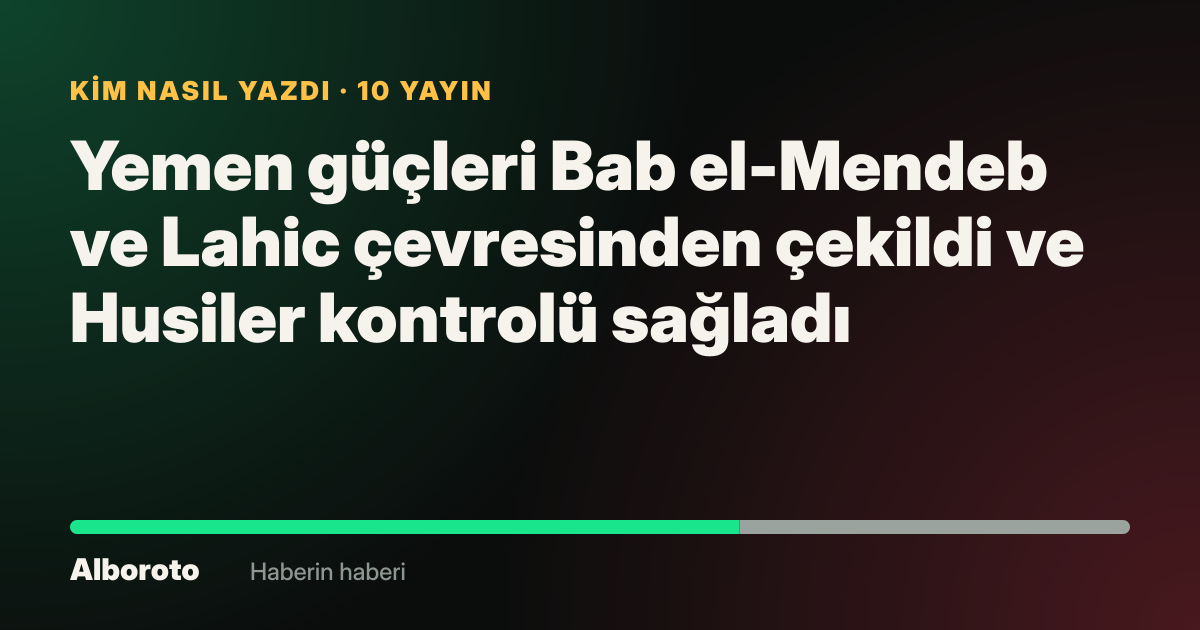 KİM NASIL YAZDI · 10 YAYIN
Yemen güçleri Bab el-Mendeb
ve Lahic çevresinden çekildi ve
Husiler kontrolü sağladı
Alboroto
Haberin haberi